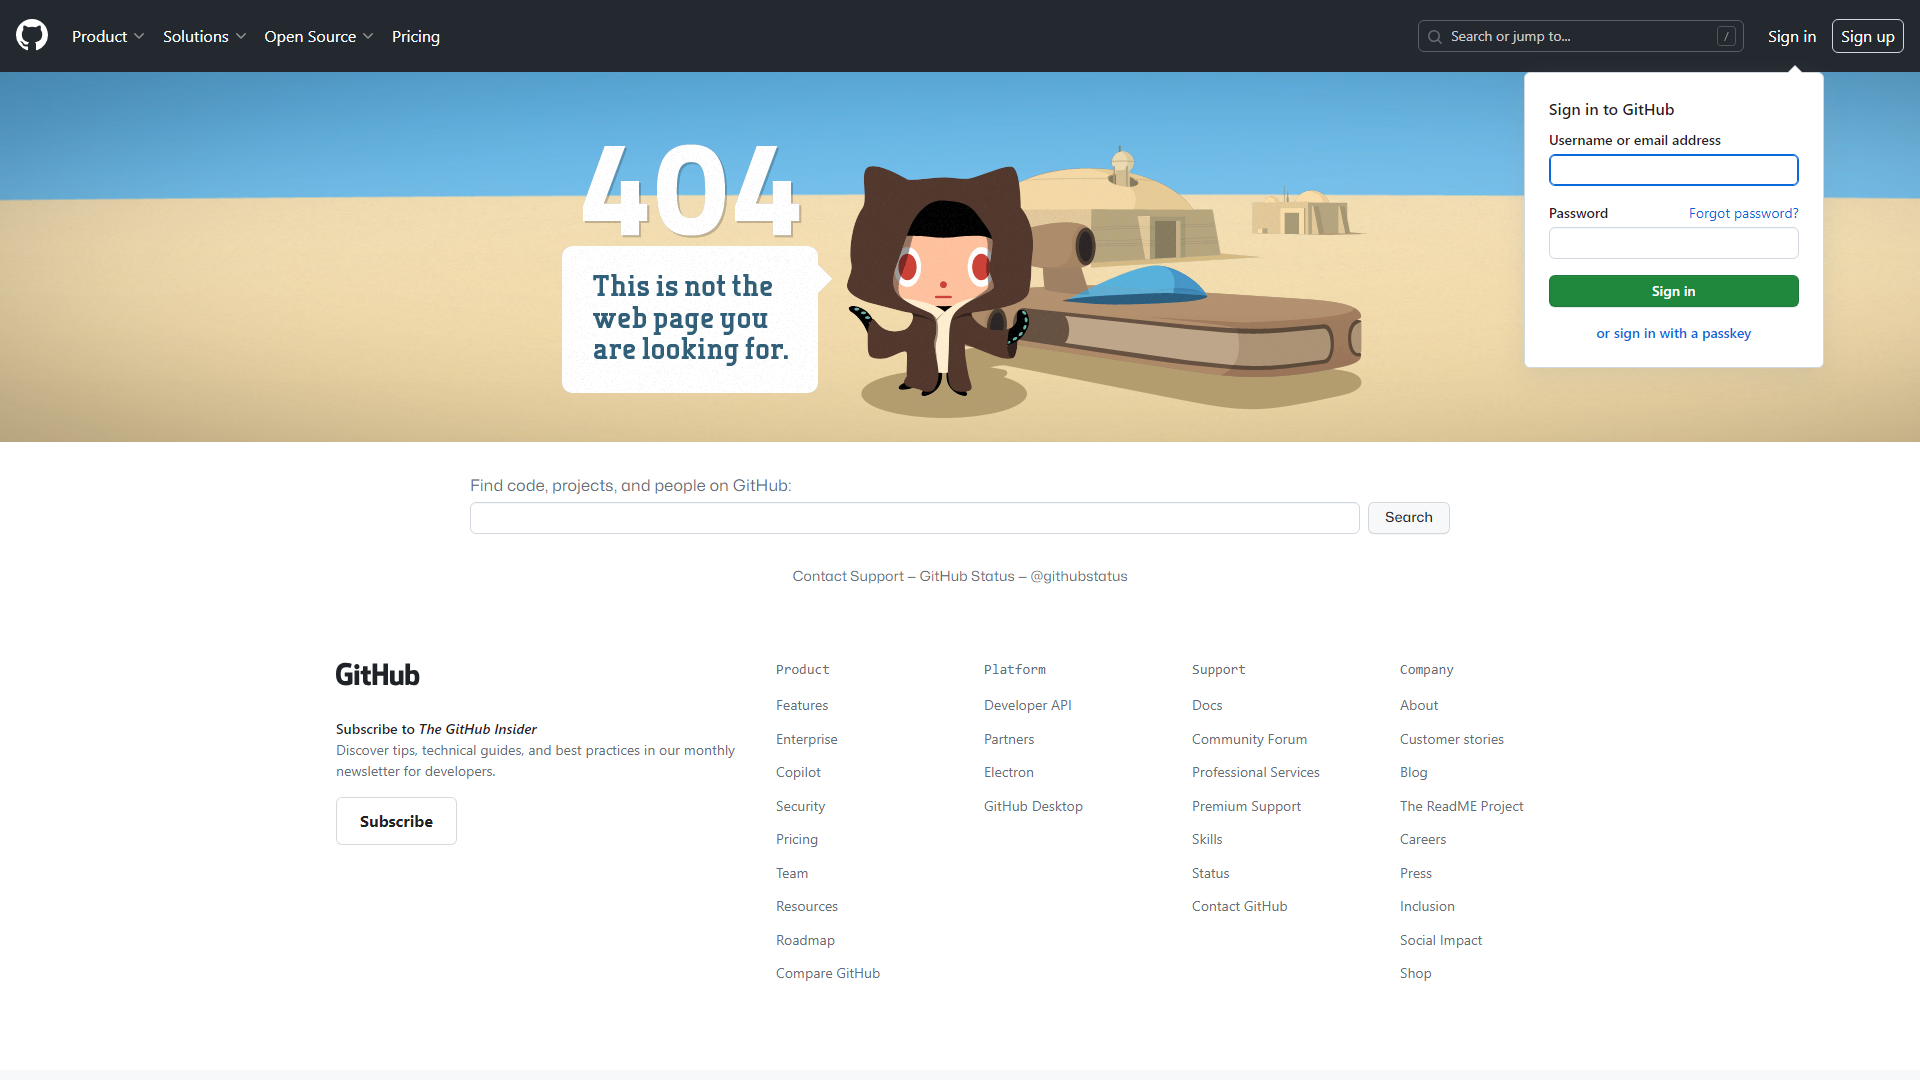 Product
Solutions
Open Source
Pricing
Search or jump to...
/
Sign in
Sign up
404
This is not the
web page you
are looking for.
Sign in to GitHub
Username or email address
Password
Forgot password?
Sign in
or sign in with a passkey
Find code, projects, and people on GitHub:
Search
Contact Support — GitHub Status — @githubstatus
GitHub
Subscribe to The GitHub Insider
Discover tips, technical guides, and best practices in our monthly
newsletter for developers.
Subscribe
Product
Features
Enterprise
Copilot
Security
Pricing
Team
Resources
Roadmap
Compare GitHub
Platform
Developer API
Partners
Electron
GitHub Desktop
Support
Docs
Community Forum
Professional Services
Premium Support
Skills
Status
Contact GitHub
Company
About
Customer stories
Blog
The ReadME Project
Careers
Press
Inclusion
Social Impact
Shop